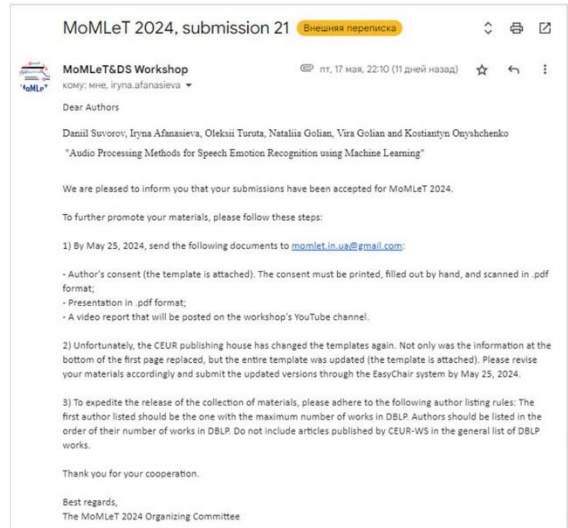 MoMLeT 2024, submission 21 Внешняя переписка
MoMLeT&DS Workshop
пт, 17 мая, 22:10 (11 дней назад)
кому: мне, iryna.afanasieva
MoMLeT
Dear Authors
Daniil Suvorov, Iryna Afanasieva, Oleksii Turuta, Nataliia Golian, Vira Golian and Kostiantyn Onyshchenko
"Audio Processing Methods for Speech Emotion Recognition using Machine Learning"
We are pleased to inform you that your submissions have been accepted for MoMLeT 2024.
To further promote your materials, please follow these steps:
1) By May 25, 2024, send the following documents to momlet.in.ua@gmail.com:
- Author's consent (the template is attached). The consent must be printed, filled out by hand, and scanned in .pdf
format;
- Presentation in .pdf format;
- A video report that will be posted on the workshop's YouTube channel.
2) Unfortunately, the CEUR publishing house has changed the templates again. Not only was the information at the
bottom of the first page replaced, but the entire template was updated (the template is attached). Please revise
your materials accordingly and submit the updated versions through the EasyChair system by May 25, 2024.
3) To expedite the release of the collection of materials, please adhere to the following author listing rules: The
first author listed should be the one with the maximum number of works in DBLP. Authors should be listed in the
order of their number of works in DBLP. Do not include articles published by CEUR-WS in the general list of DBLP
works.
Thank you for your cooperation.
Best regards,
The MoMLeT 2024 Organizing Committee